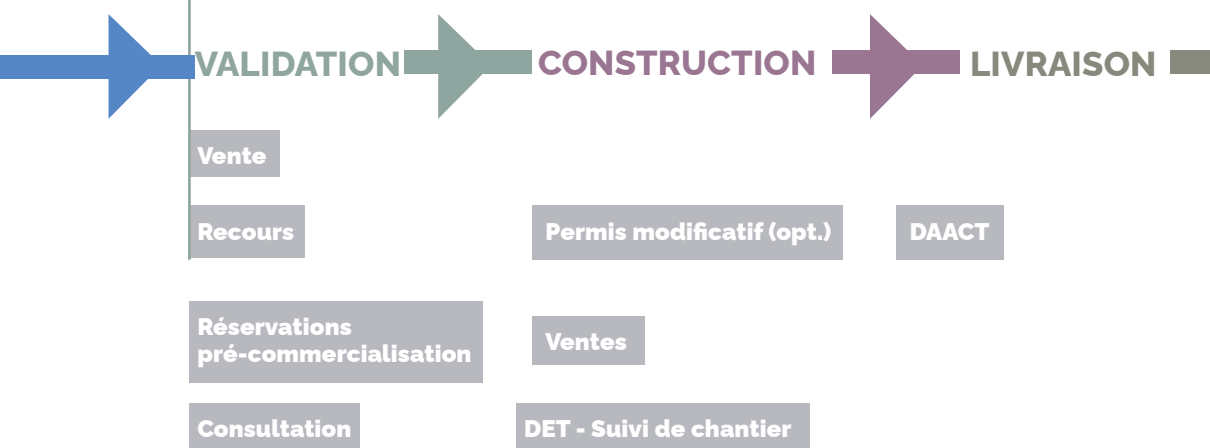 VALIDATION CONSTRUCTION LIVRAISON
Vente
Recours Permis modificatif (opt.) DAACT
Réservations
pré-commercialisation
Ventes
Consultation DET - Suivi de chantier